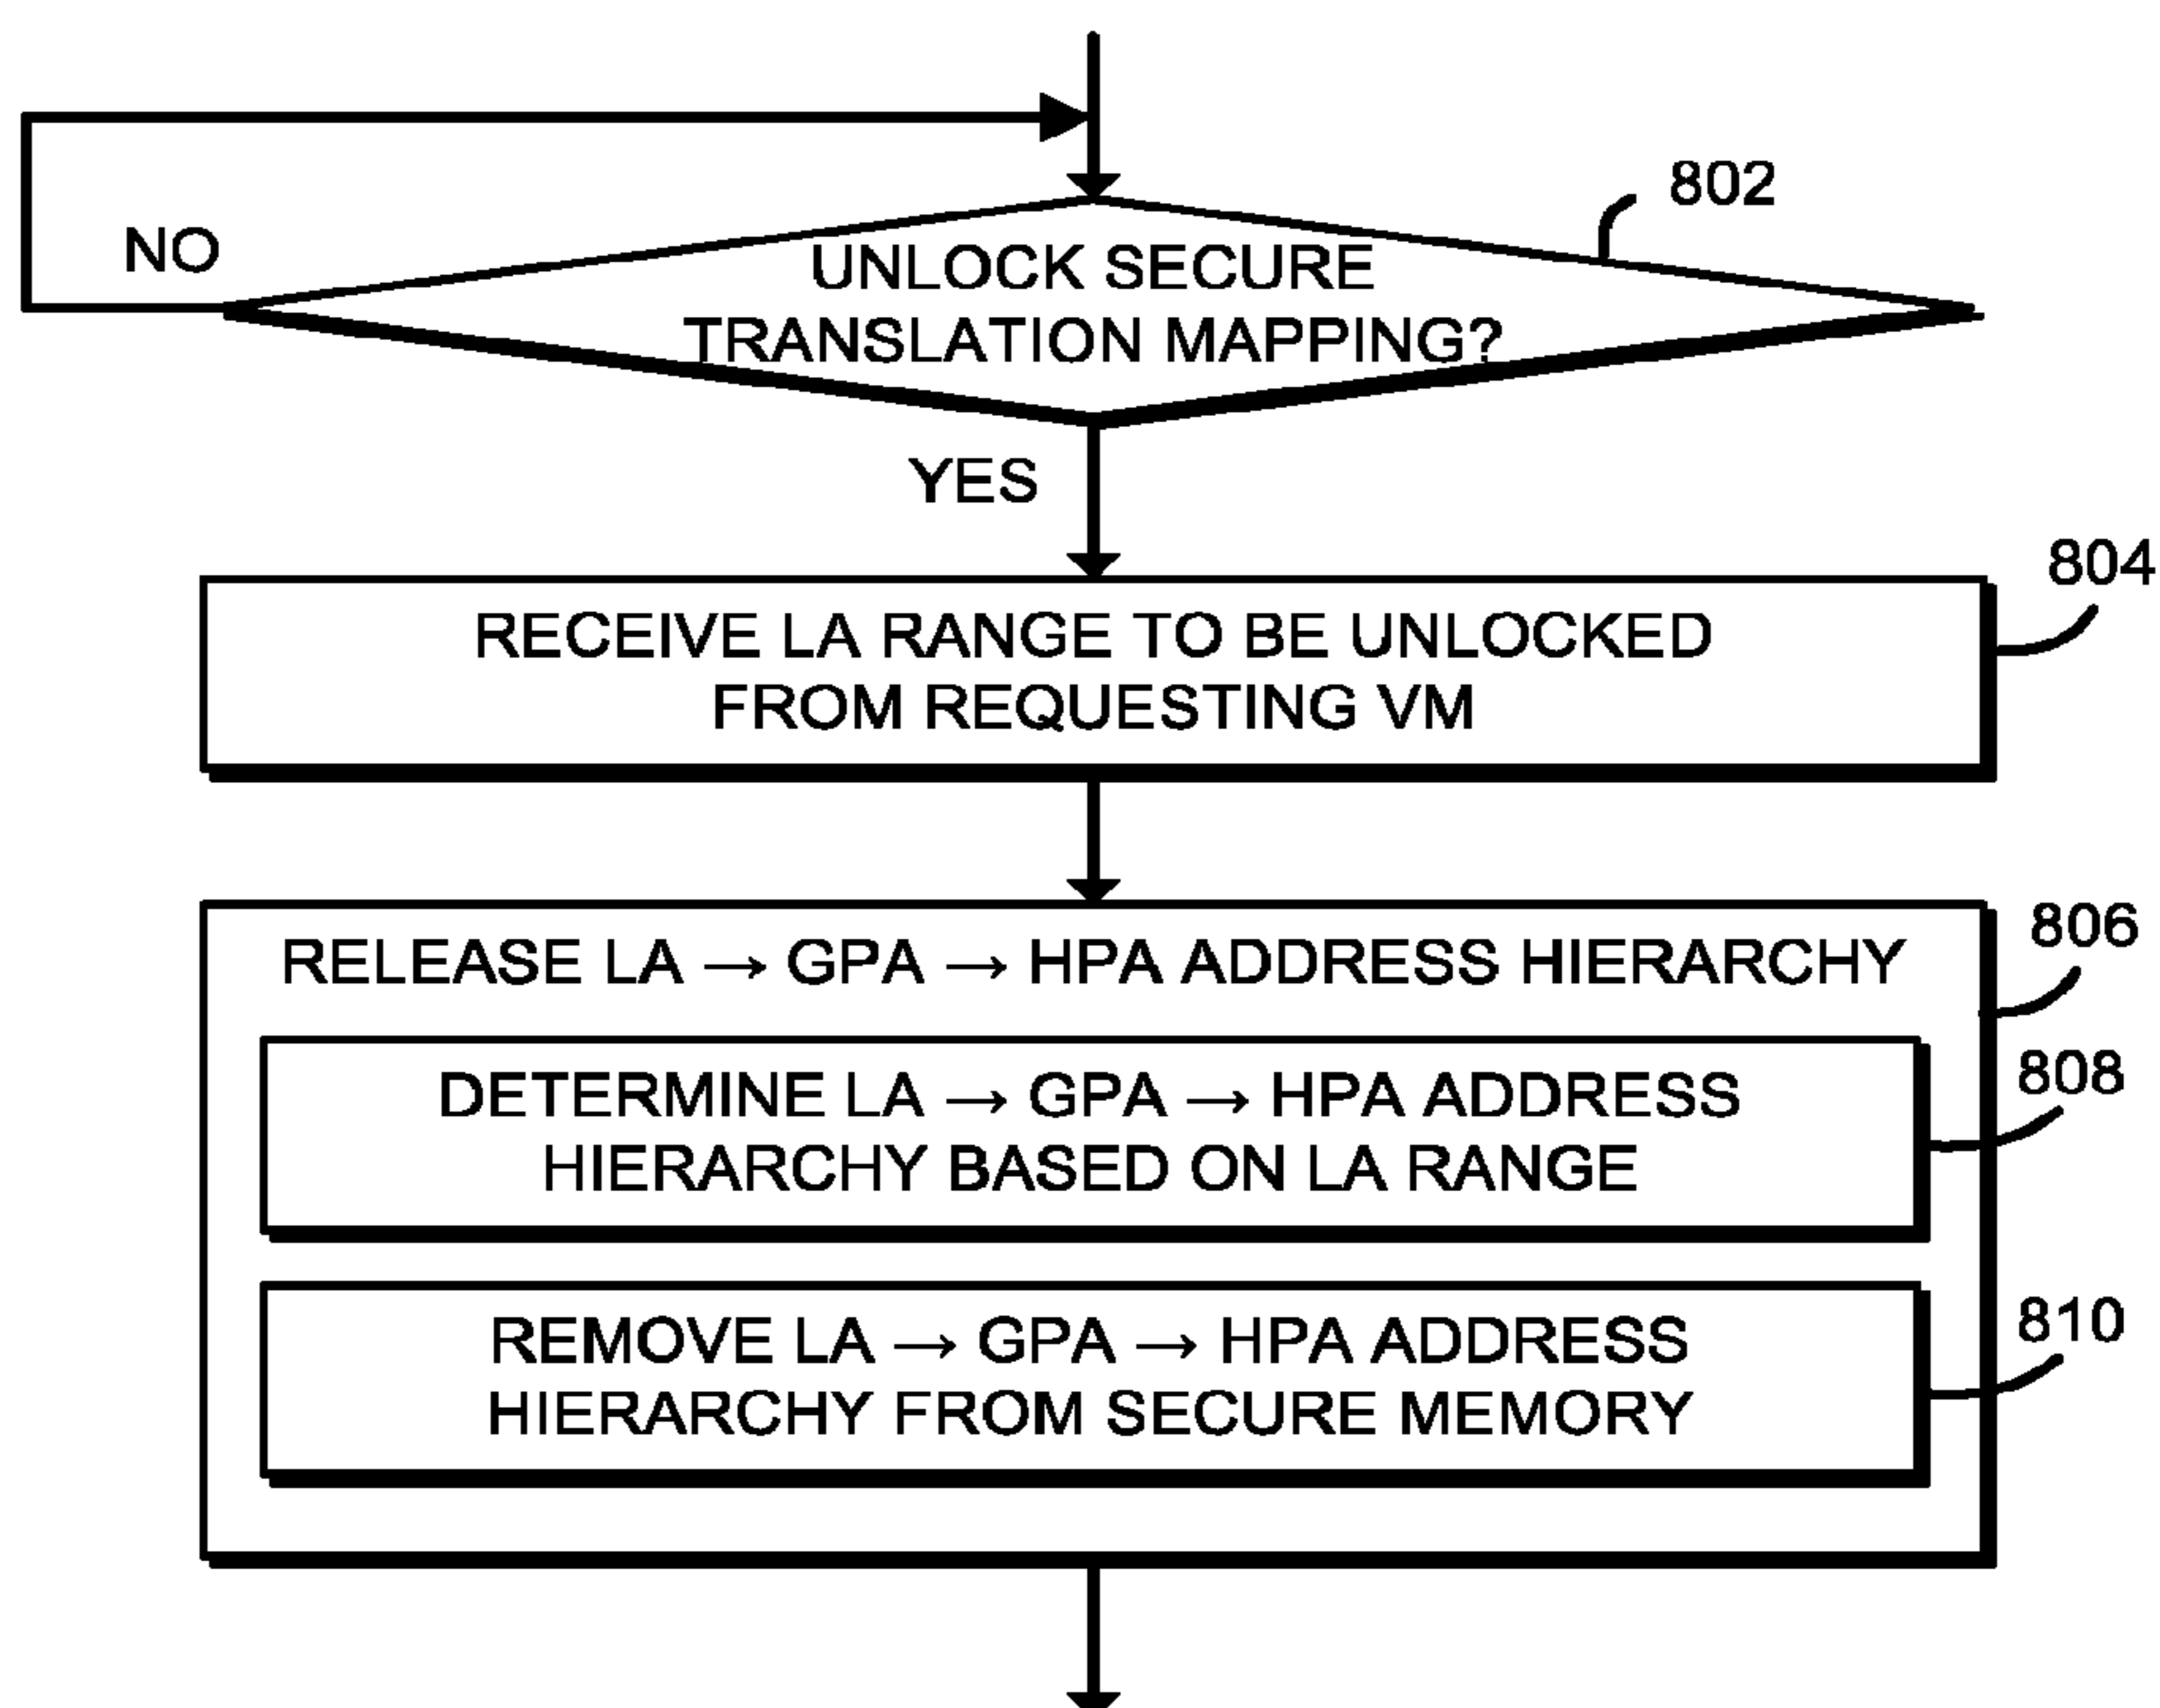 802
NO
UNLOCK SECURE
TRANSLATION MAPPING?
YES
804
RECEIVE LA RANGE TO BE UNLOCKED
FROM REQUESTING VM
806
RELEASE LA → GPA → HPA ADDRESS HIERARCHY
808
DETERMINE LA → GPA → HPA ADDRESS
HIERARCHY BASED ON LA RANGE
810
REMOVE LA → GPA → HPA ADDRESS
HIERARCHY FROM SECURE MEMORY